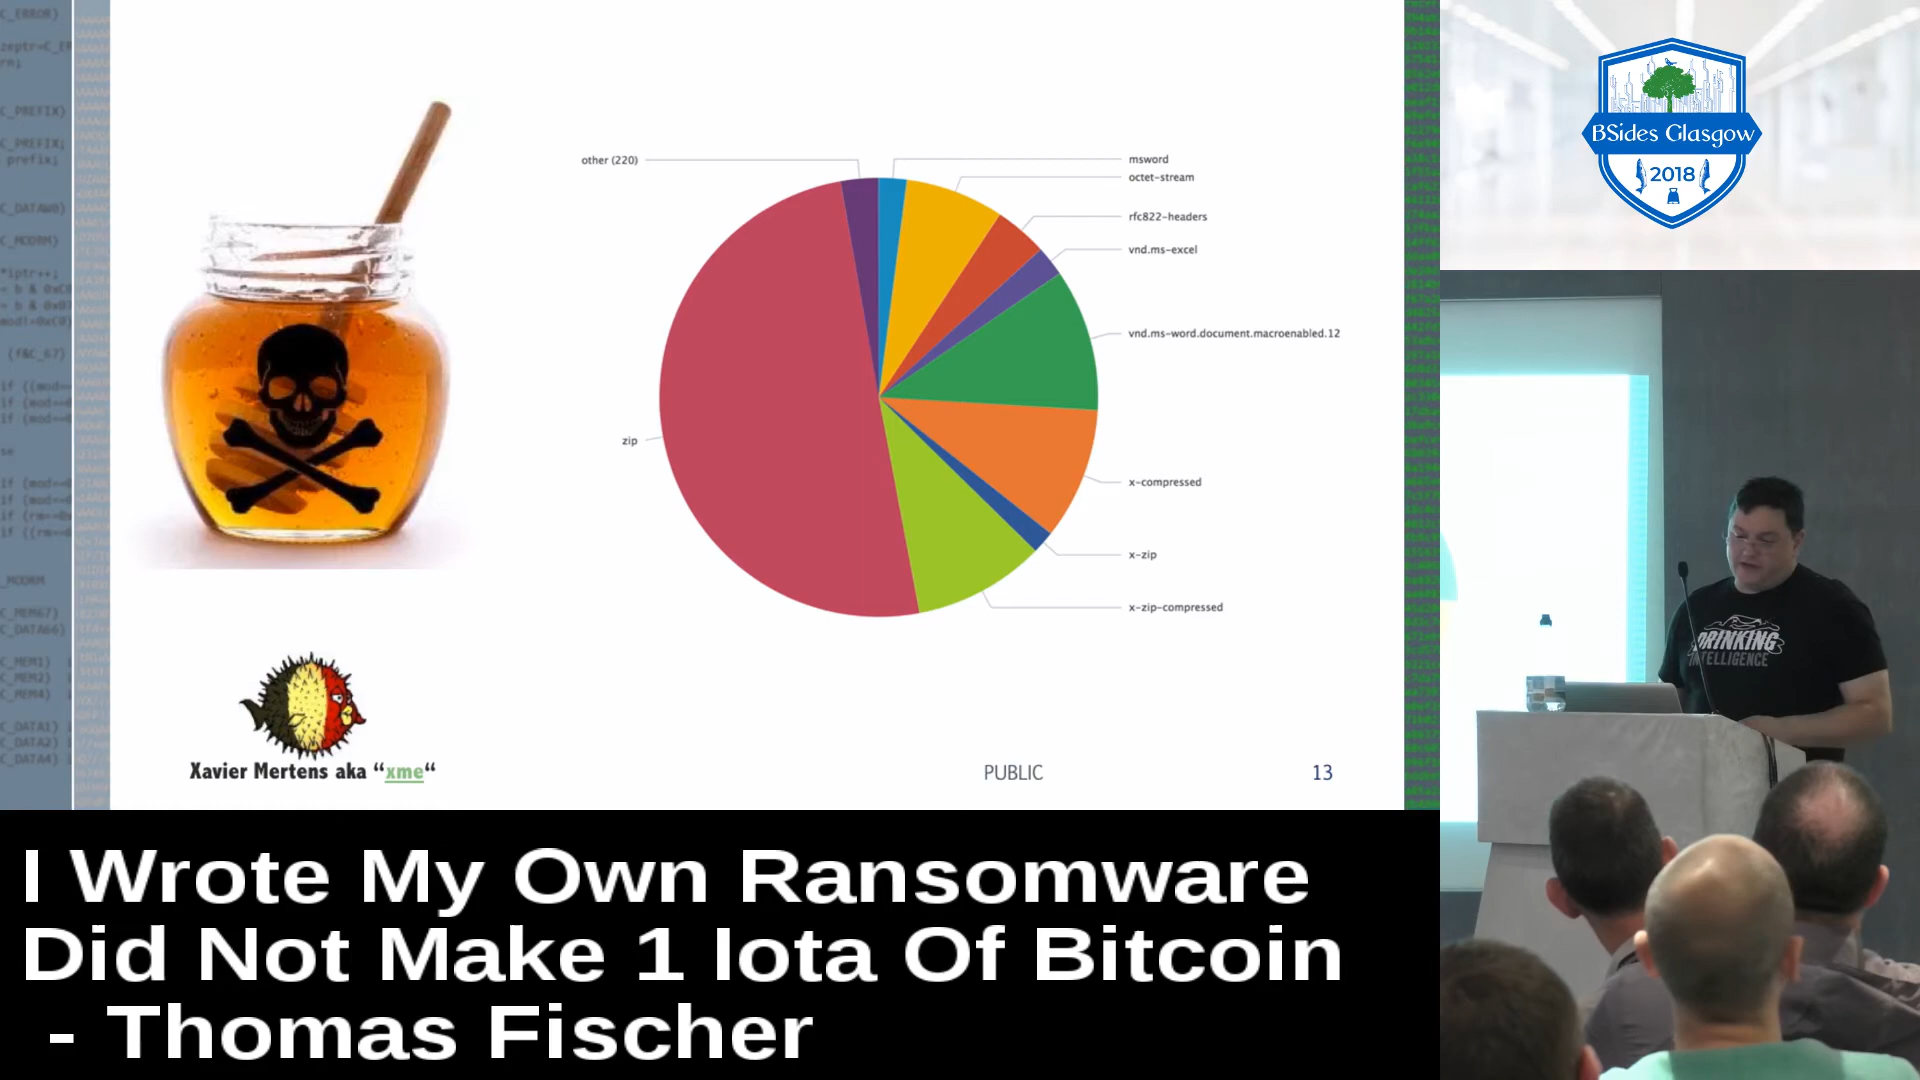 other (220)
msword
octet-stream
rfc822-headers
vnd.ms-excel
vnd.ms-word.document.macroenabled.12
zip
x-compressed
x-zip
x-zip-compressed
Xavier Mertens aka “xme“
PUBLIC
13
BSides Glasgow
2018
DRINKING
INTELLIGENCE
I Wrote My Own Ransomware
Did Not Make 1 Iota Of Bitcoin
- Thomas Fischer